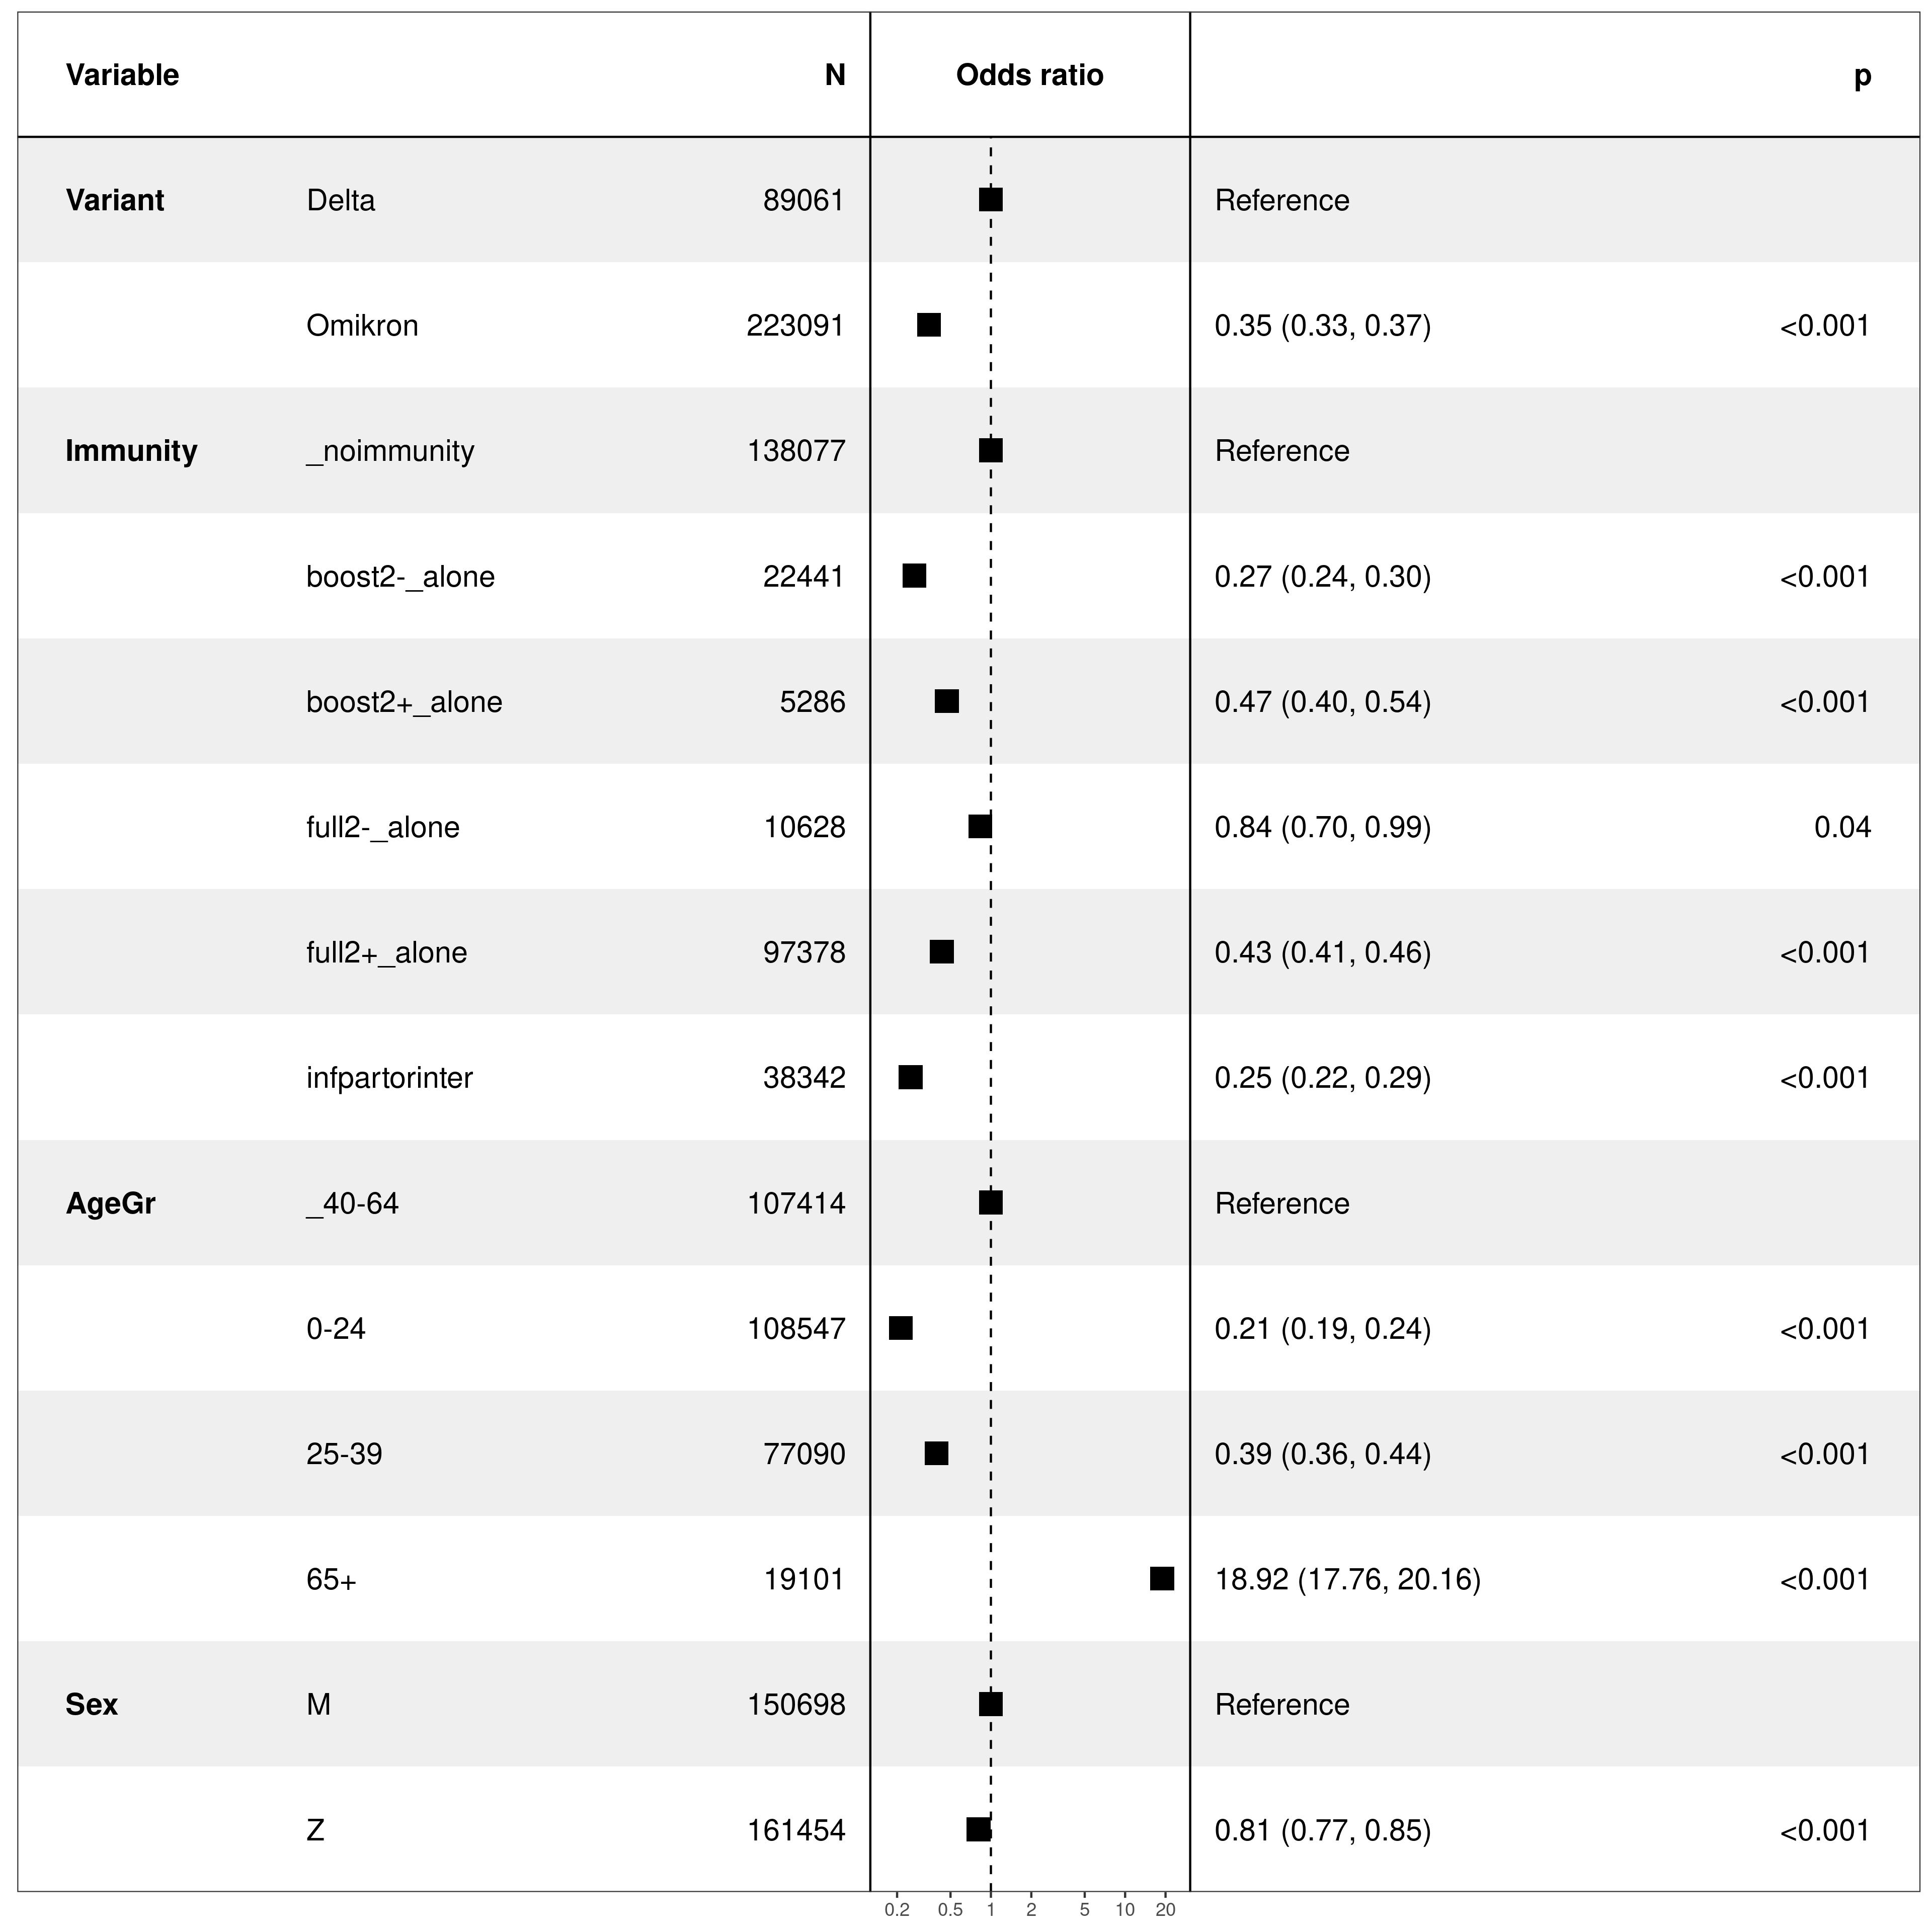 Variable N Odds ratio p
Variant Delta 89061 Reference
Omikron 223091 0.35 (0.33, 0.37) <0.001
Immunity _noimmunity 138077 Reference
boost2-_alone 22441 0.27 (0.24, 0.30) <0.001
boost2+_alone 5286 0.47 (0.40, 0.54) <0.001
full2-_alone 10628 0.84 (0.70, 0.99) 0.04
full2+_alone 97378 0.43 (0.41, 0.46) <0.001
infpartorinter 38342 0.25 (0.22, 0.29) <0.001
AgeGr _40-64 107414 Reference
0-24 108547 0.21 (0.19, 0.24) <0.001
25-39 77090 0.39 (0.36, 0.44) <0.001
65+ 19101 18.92 (17.76, 20.16) <0.001
Sex M 150698 Reference
Z 161454 0.81 (0.77, 0.85) <0.001
0.2 0.5 1 2 5 10 20